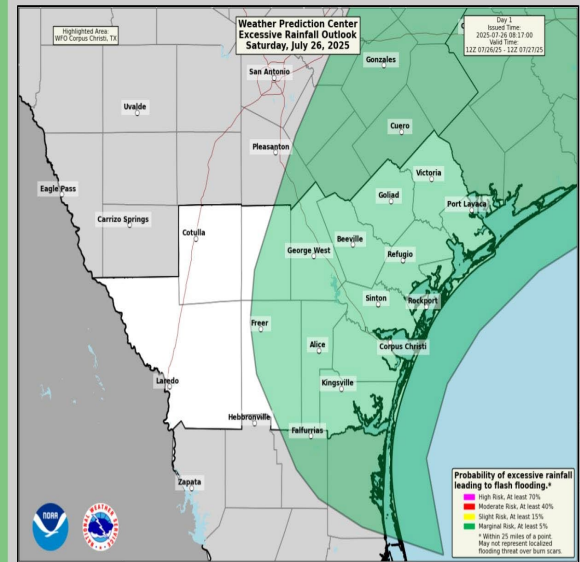 Highlighted Area:
WFO Corpus Christi, TX
Weather Prediction Center
Excessive Rainfall Outlook
Saturday, July 26, 2025
Day 1
Issued Time:
2025-07-26 08:17:00
Valid Time:
12Z 07/26/25 - 12Z 07/27/25
Gonzales
San Antonio
Uvalde
Cuero
Pleasanton
Victoria
Eagle Pass
Goliad
Port Lavaca
Carrizo Springs
Cotulla
Beeville
George West
Refugio
Sinton
Rockport
Freer
Alice
Corpus Christi
Laredo
Kingsville
Hebbronville
Falfurrias
Zapata
Probability of excessive rainfall
leading to flash flooding.*
High Risk, At least 70%
Moderate Risk, At least 40%
Slight Risk, At least 15%
Marginal Risk, At least 5%
* Within 25 miles of a point.
May not represent localized
flooding threat over burn scars.
NOAA
NATIONAL WEATHER SERVICE